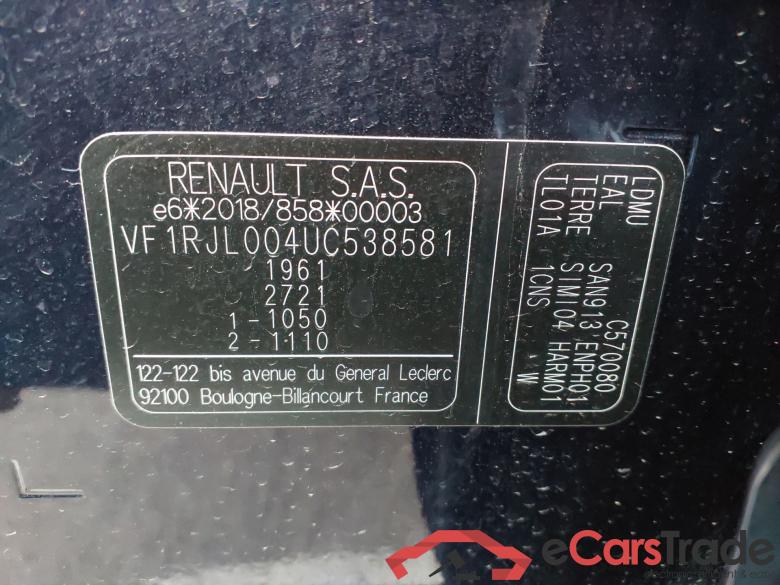 RENAULT S.A.S.
e6*2018/858*00003
VF1RJL004UC538581
1961
2721
1-1050
2-1110
122-122 bis avenue du General Leclerc
92100 Boulogne-Billancourt France
LDMU C570080
EAL SAN913 ENPH01
TERRE SIMI04 HARM01
TL01A 1CNS W
eCarsTrade